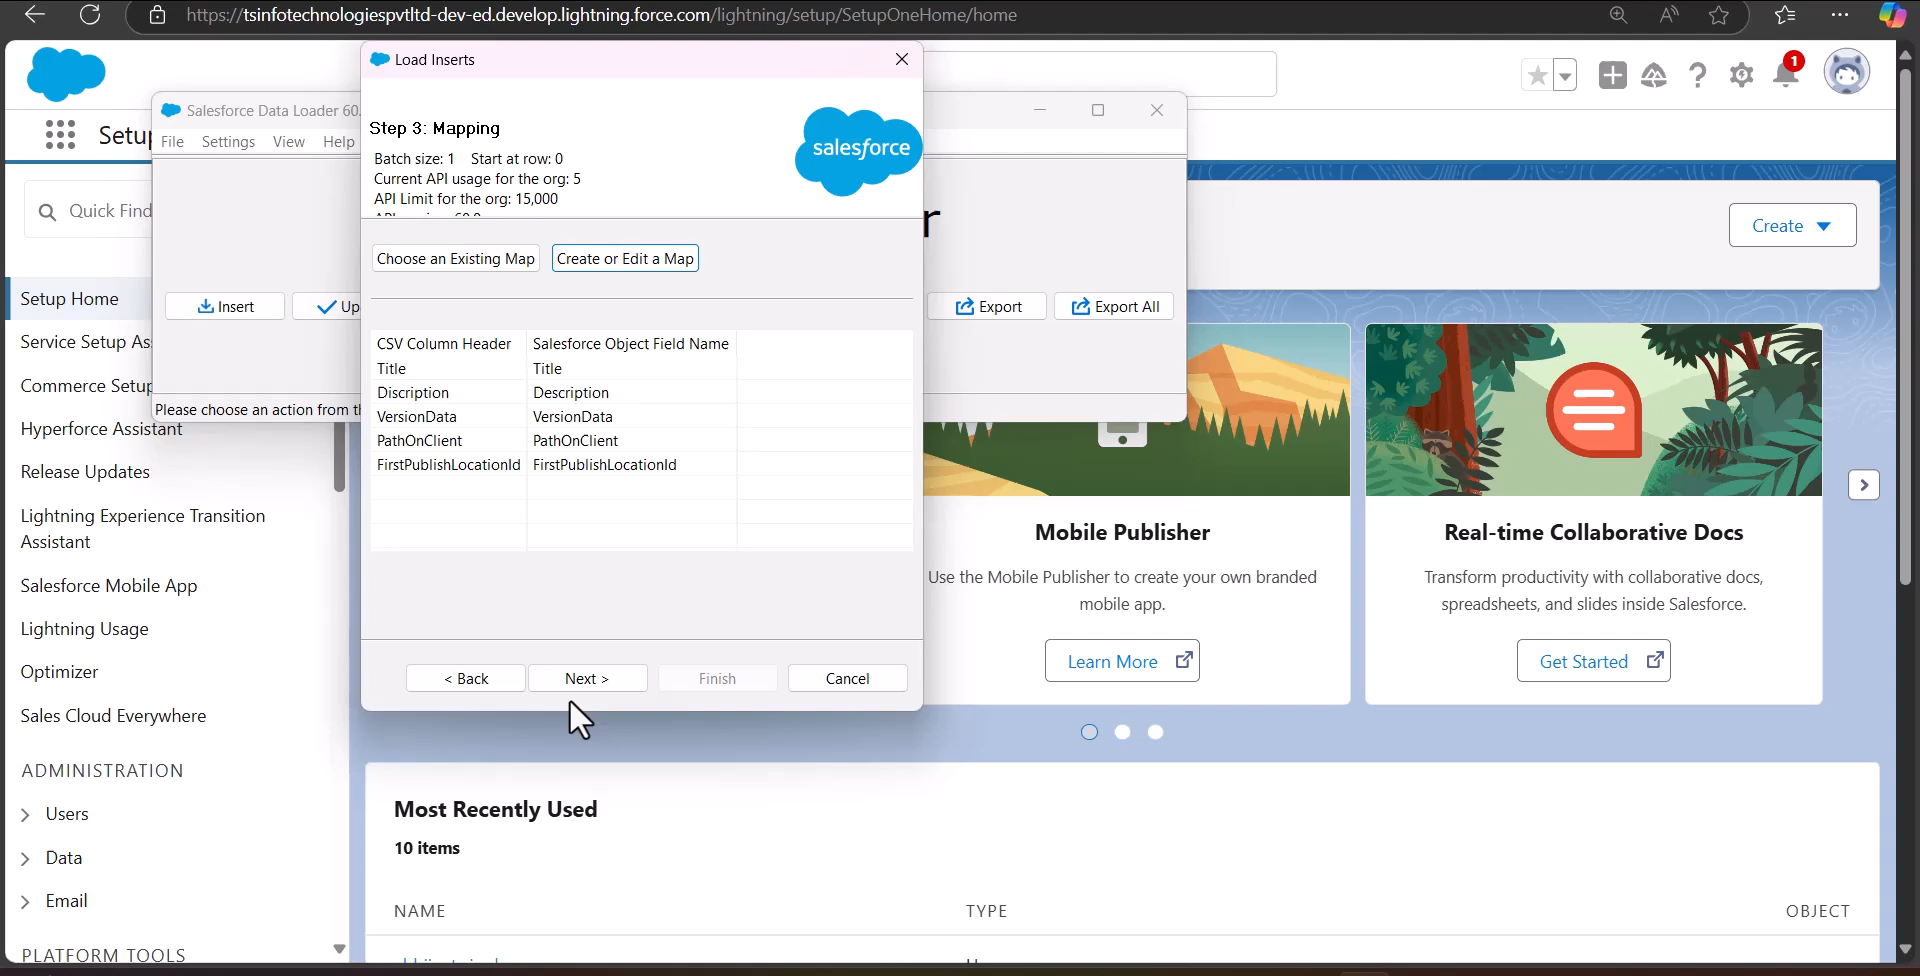 https://tsinfotechnologiespvtltd-dev-ed.develop.lightning.force.com/lightning/setup/SetupOneHome/home
Load Inserts
1
Salesforce Data Loader 60.
Step 3: Mapping
salesforce
Setup
File Settings View Help
Batch size: 1 Start at row: 0
Current API usage for the org: 5
API Limit for the org: 15,000
Quick Find
r
Create
Choose an Existing Map
Create or Edit a Map
Setup Home
Insert
Up
Export
Export All
Service Setup As
CSV Column Header Salesforce Object Field Name
Title Title
Commerce Setup
Discription Description
VersionData VersionData
Please choose an action from th
Hyperforce Assistant
PathOnClient PathOnClient
FirstPublishLocationId FirstPublishLocationId
Release Updates
Lightning Experience Transition
Assistant
Mobile Publisher
Real-time Collaborative Docs
Salesforce Mobile App
Use the Mobile Publisher to create your own branded
mobile app.
Transform productivity with collaborative docs,
spreadsheets, and slides inside Salesforce.
Lightning Usage
Learn More
Get Started
Optimizer
< Back
Next >
Finish
Cancel
Sales Cloud Everywhere
ADMINISTRATION
Users
Data
Email
PLATFORM TOOLS
Most Recently Used
10 items
NAME TYPE OBJECT